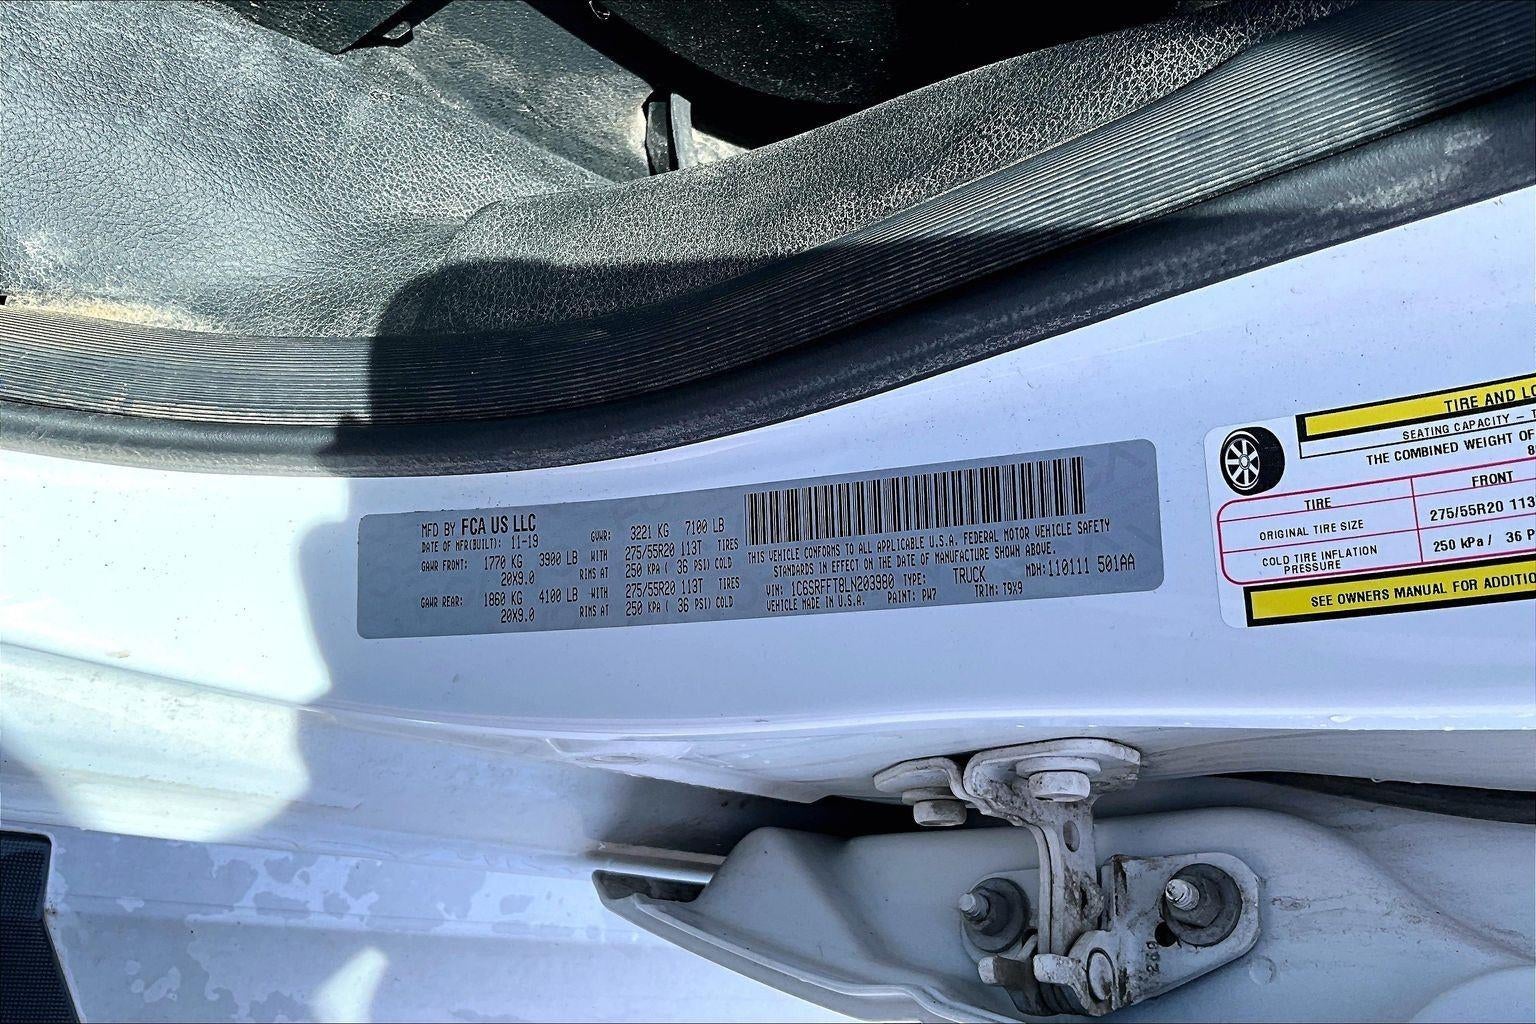 MFD BY FCA US LLC
DATE OF MFR(BUILT): 11-19 GVWR: 3221 KG 7100 LB
GAWR FRONT: 1770 KG 3900 LB WITH 275/55R20 113T TIRES
20X9.0 RIMS AT 250 KPA ( 36 PSI) COLD
GAWR REAR: 1860 KG 4100 LB WITH 275/55R20 113T TIRES
20X9.0 RIMS AT 250 KPA ( 36 PSI) COLD
THIS VEHICLE CONFORMS TO ALL APPLICABLE U.S.A. FEDERAL MOTOR VEHICLE SAFETY
STANDARDS IN EFFECT ON THE DATE OF MANUFACTURE SHOWN ABOVE.
VIN: 1C6SRFFT8LN203980 TYPE: TRUCK MDH:110111 501AA
VEHICLE MADE IN U.S.A. PAINT: PW7 TRIM: T9X9
TIRE AND LO
SEATING CAPACITY – T
THE COMBINED WEIGHT OF
TIRE FRONT
ORIGINAL TIRE SIZE 275/55R20 113
COLD TIRE INFLATION
PRESSURE 250 kPa / 36 P
SEE OWNERS MANUAL FOR ADDITIO